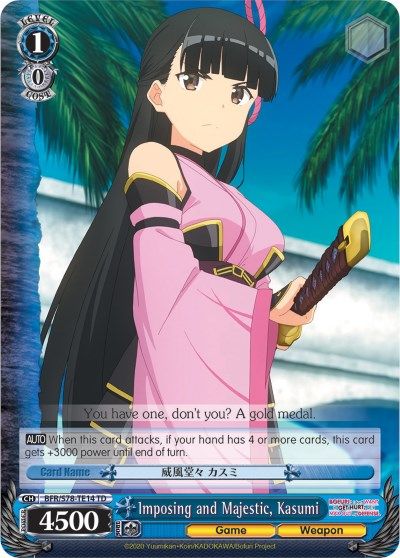 LEVEL
1
0
COST
You have one, don't you? A gold medal.
AUTO When this card attacks, if your hand has 4 or more cards, this card
gets +3000 power until end of turn.
Card Name
威風堂々 カスミ
CH BFR/S78-TE14 TD
Imposing and Majestic, Kasumi
POWER
4500
Game
Weapon
©2020 Yuumikan•Koin/KADOKAWA/Bofuri Project